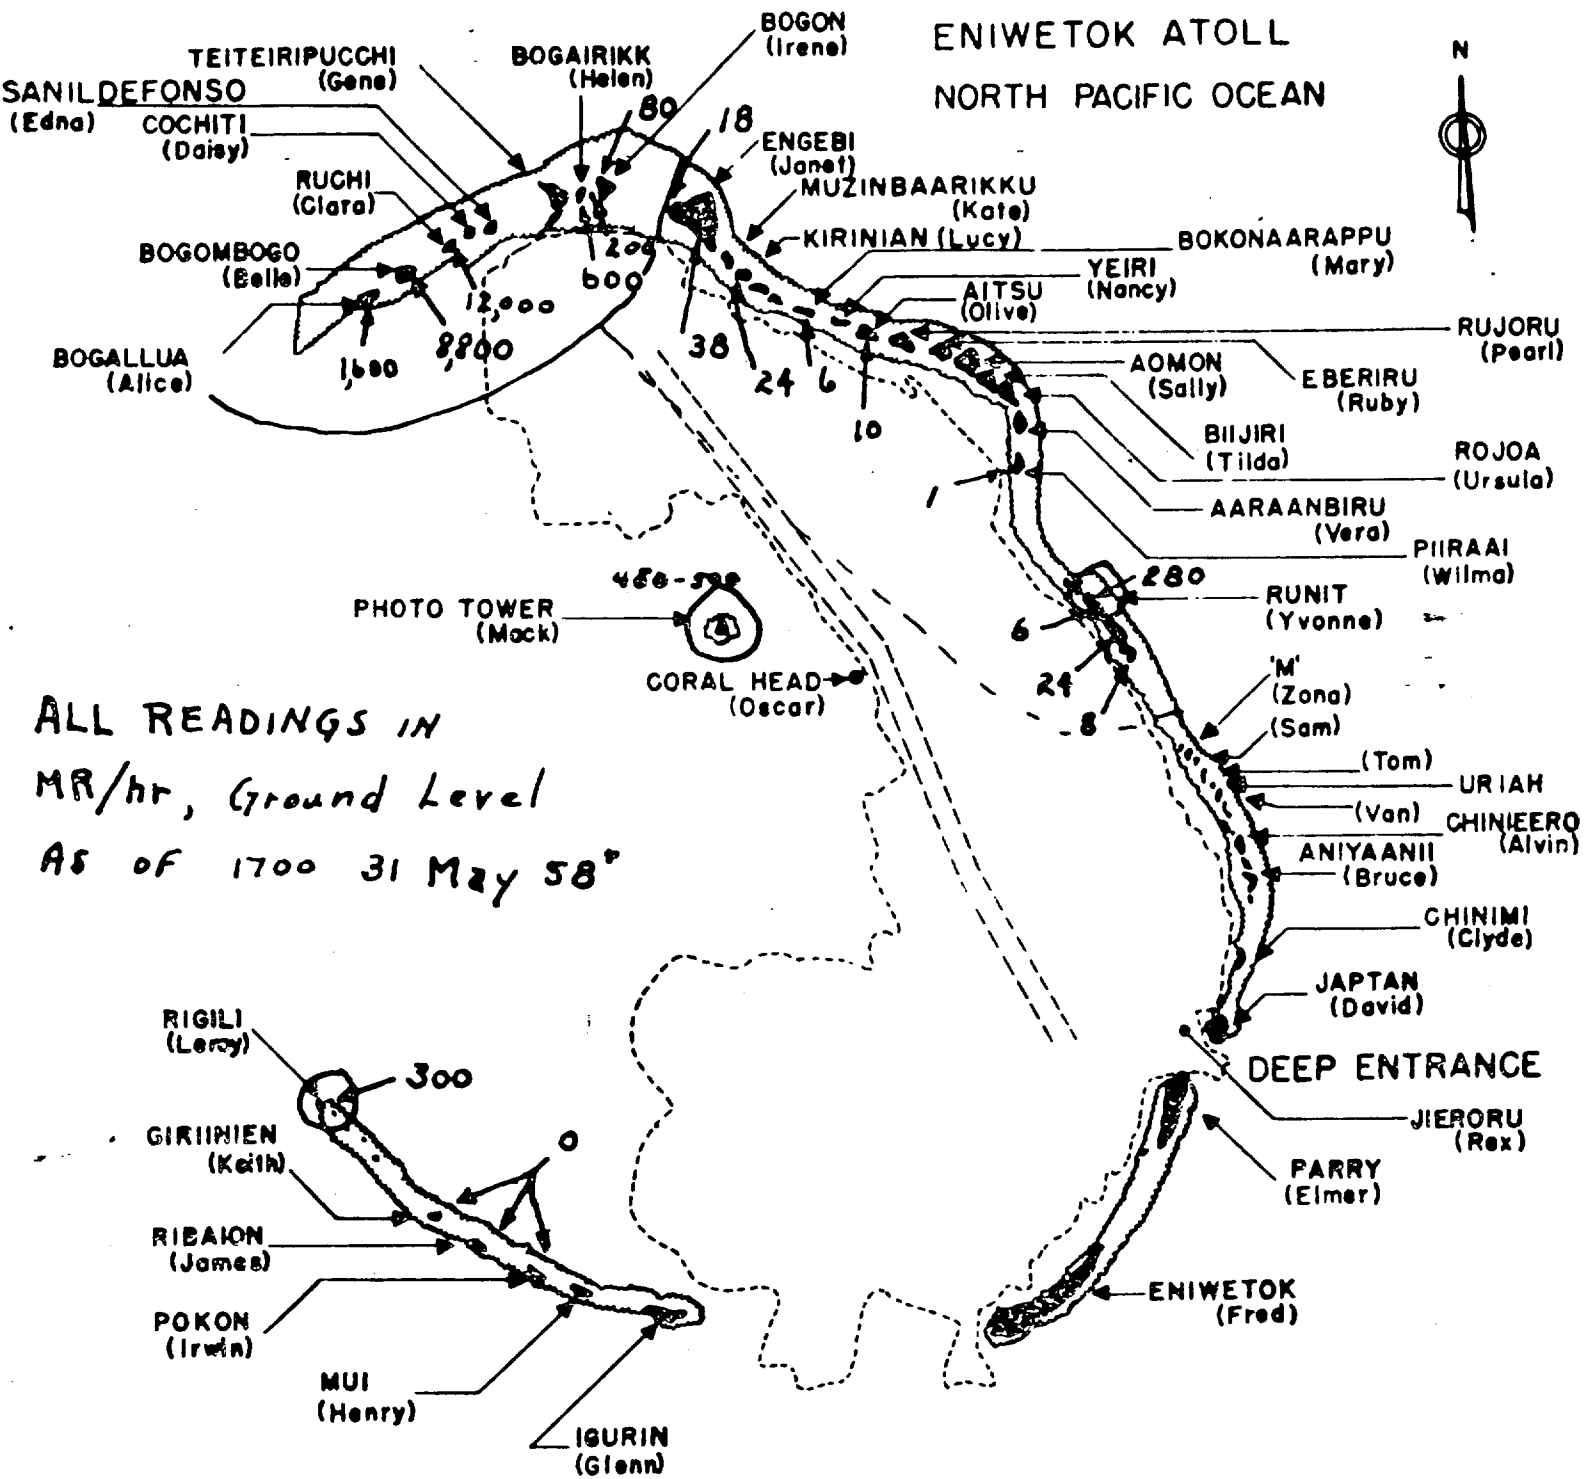 ENIWETOK ATOLL
NORTH PACIFIC OCEAN
N
BOGON
(Irene)
TEITEIRIPUCCHI
(Gene)
BOGAIRIKK
(Helen)
SANILDEFONSO
(Edna)
COCHITI
(Daisy)
RUCHI
(Clara)
BOGOMBOGO
(Belle)
BOGALLUA
(Alice)
80
18
ENGEBI
(Janet)
MUZINBAARIKKU
(Kate)
KIRINIAN (Lucy)
BOKONAARAPPU
(Mary)
YEIRI
(Nancy)
AITSU
(Olive)
RUJORU
(Pearl)
EBERIRU
(Ruby)
AOMON
(Sally)
BIIJIRI
(Tilda)
ROJOA
(Ursula)
AARAANBIRU
(Vera)
PIIRAAI
(Wilma)
200
600
12,000
8,800
1,600
38
24
6
10
1
280
RUNIT
(Yvonne)
6
24
8
450-500
PHOTO TOWER
(Mack)
CORAL HEAD
(Oscar)
'M'
(Zona)
(Sam)
(Tom)
URIAH
(Van)
CHINIEERO
(Alvin)
ANIYAANII
(Bruce)
CHINIMI
(Clyde)
JAPTAN
(David)
DEEP ENTRANCE
JIERORU
(Rex)
PARRY
(Elmer)
ENIWETOK
(Fred)
ALL READINGS IN
MR/hr, Ground Level
As OF 1700 31 May 58
RIGILI
(Leroy)
300
GIRIINIEN
(Keith)
0
RIBAION
(James)
POKON
(Irwin)
MUI
(Henry)
IGURIN
(Glenn)